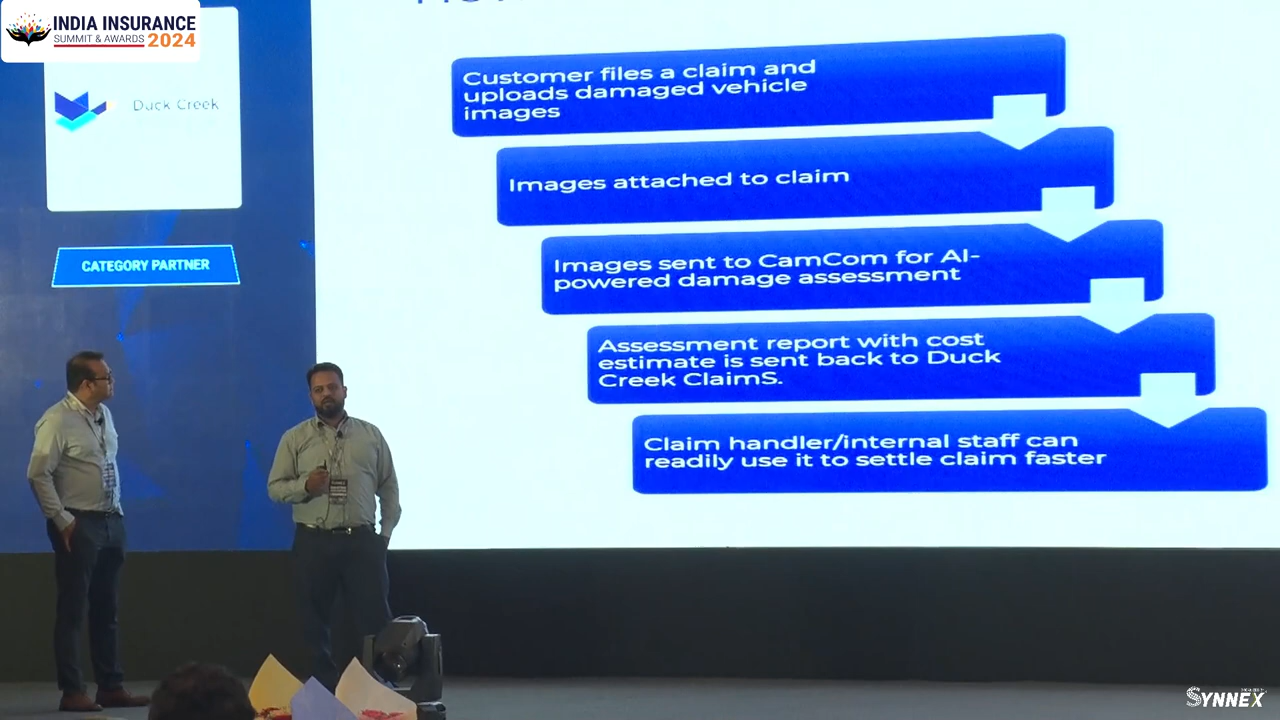 INDIA INSURANCE
SUMMIT & AWARDS 2024
Duck Creek
CATEGORY PARTNER
Customer files a claim and
uploads damaged vehicle
images
Images attached to claim
Images sent to CamCom for AI-
powered damage assessment
Assessment report with cost
estimate is sent back to Duck
Creek ClaimS.
Claim handler/internal staff can
readily use it to settle claim faster
SYNNEX